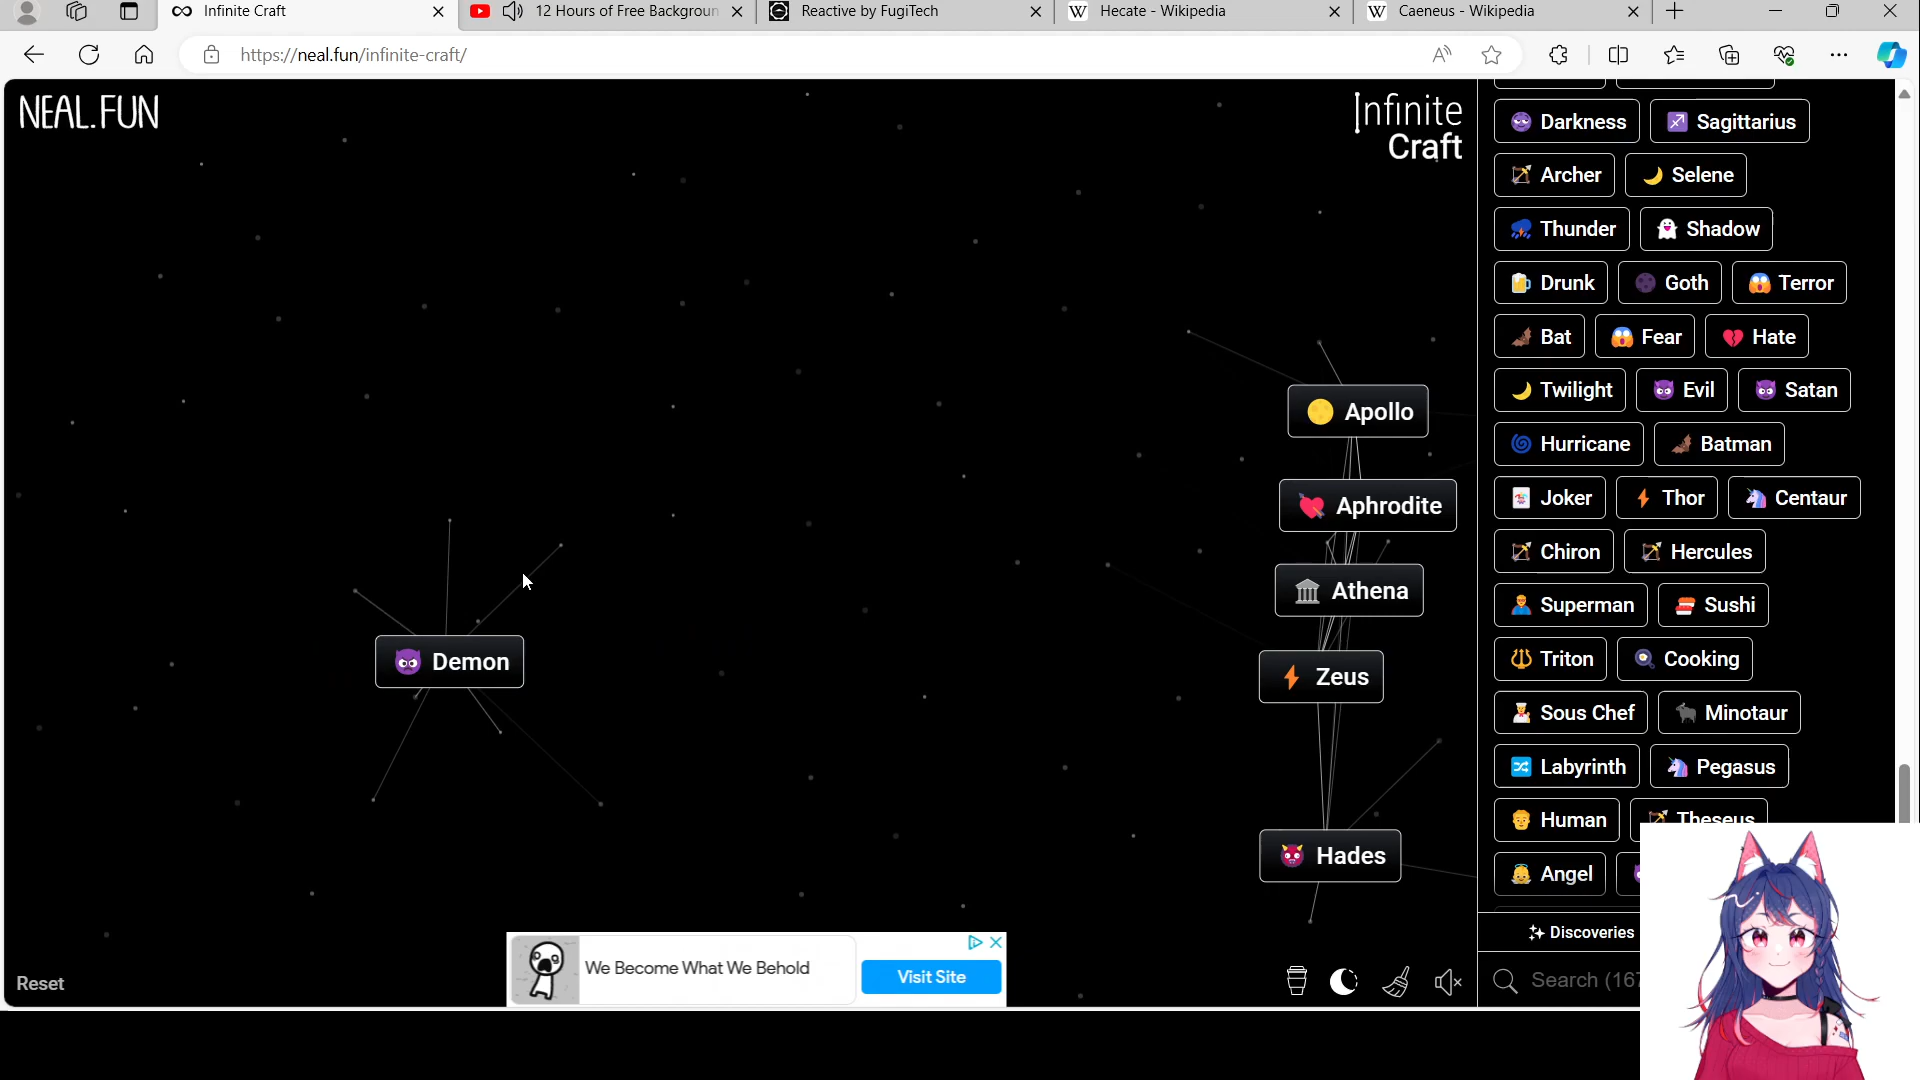 Infinite Craft
12 Hours of Free Backgroun
Reactive by FugiTech
Hecate - Wikipedia
Caeneus - Wikipedia
https://neal.fun/infinite-craft/
NEAL.FUN
Infinite
Craft
Darkness
Sagittarius
Archer
Selene
Thunder
Shadow
Drunk
Goth
Terror
Bat
Fear
Hate
Twilight
Evil
Satan
Hurricane
Batman
Joker
Thor
Centaur
Chiron
Hercules
Superman
Sushi
Triton
Cooking
Sous Chef
Minotaur
Labyrinth
Pegasus
Human
Theseus
Angel
Apollo
Aphrodite
Athena
Zeus
Hades
Demon
Discoveries
Search (167
Reset
We Become What We Behold
Visit Site